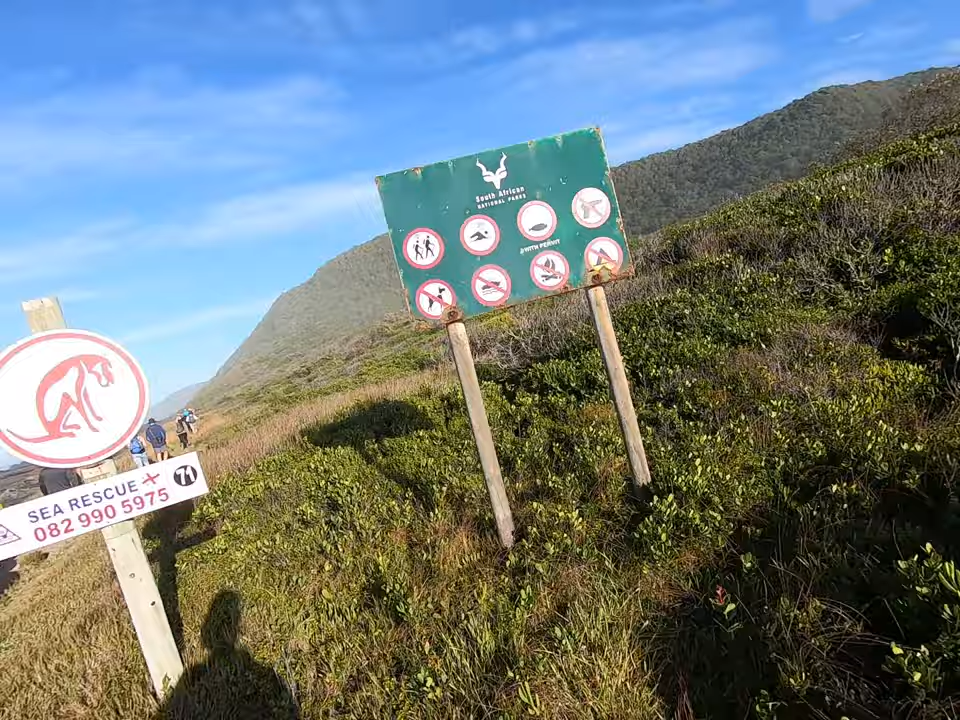 South African
NATIONAL PARKS
WITH PERMIT
SEA RESCUE
71
082 990 5975